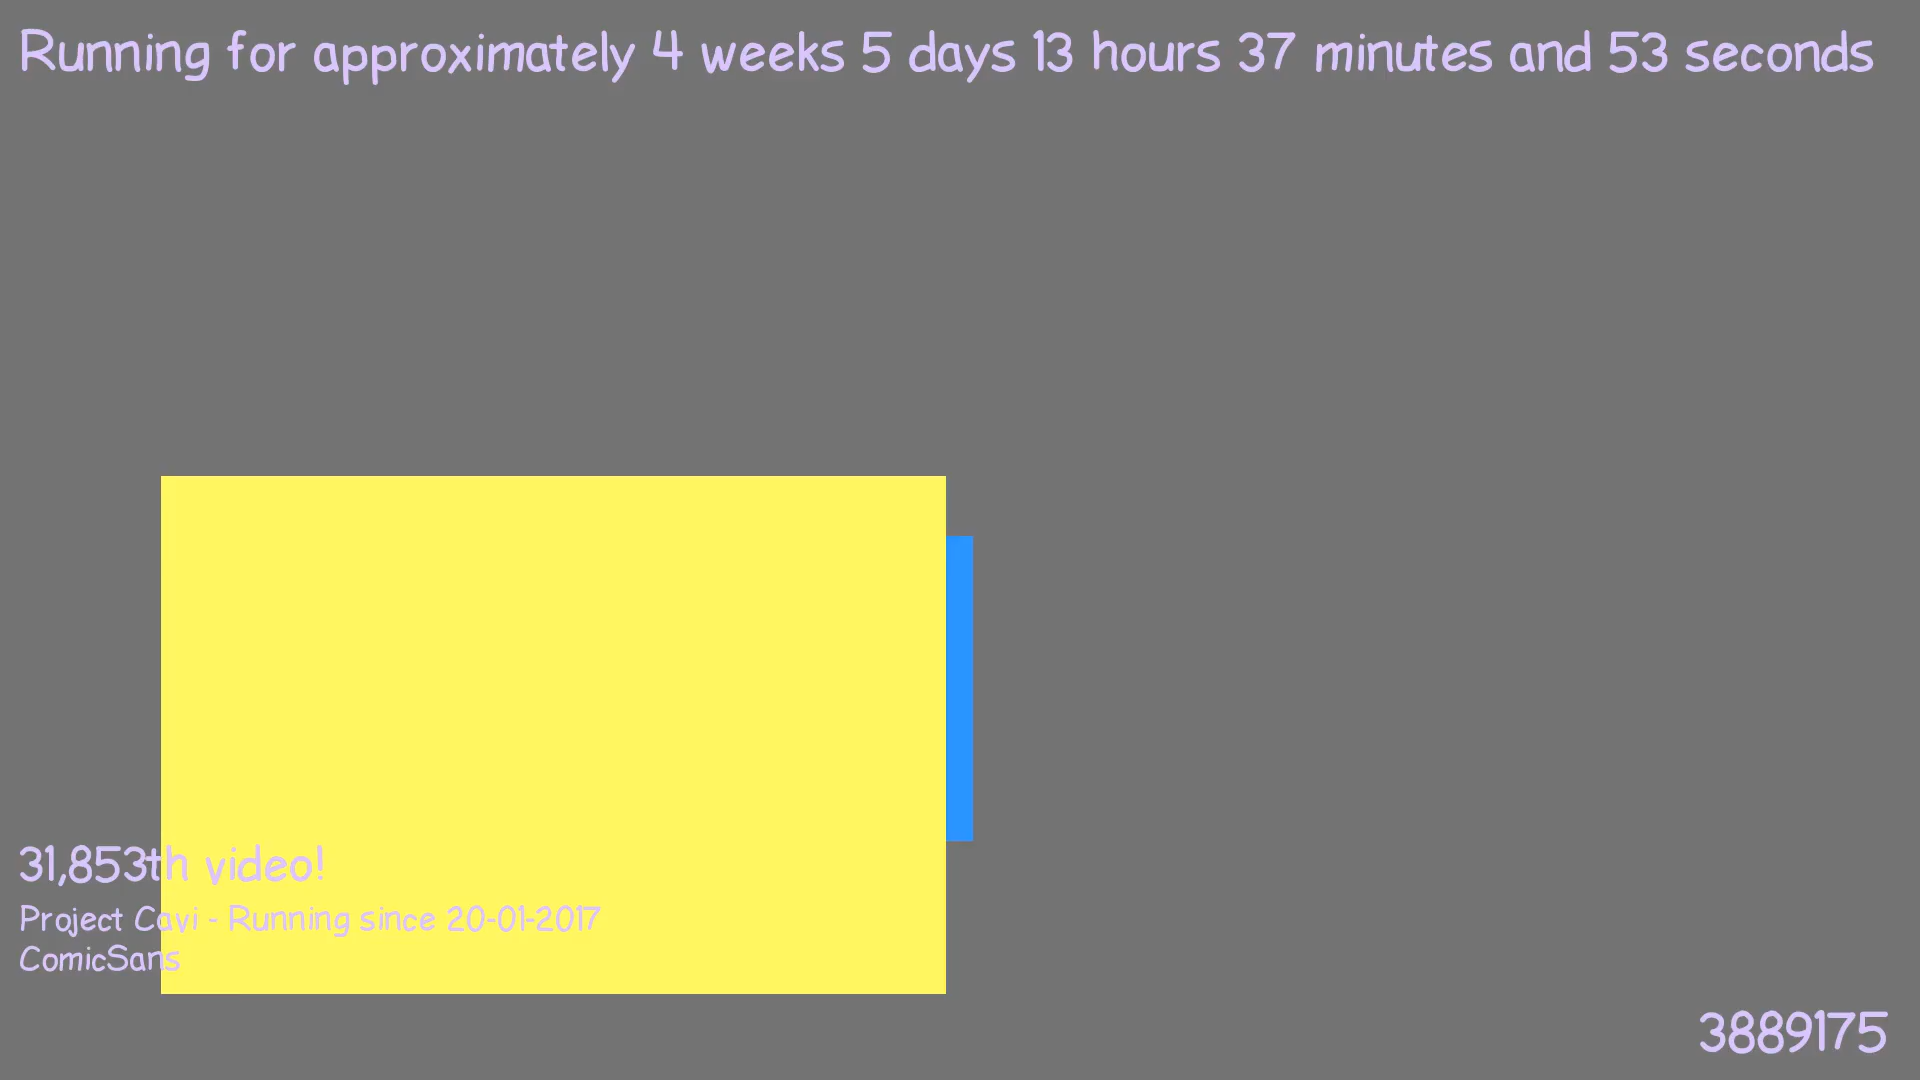 Running for approximately 4 weeks 5 days 13 hours 37 minutes and 53 seconds
31,853th video!
Project Cavi - Running since 20-01-2017
ComicSans
3889175